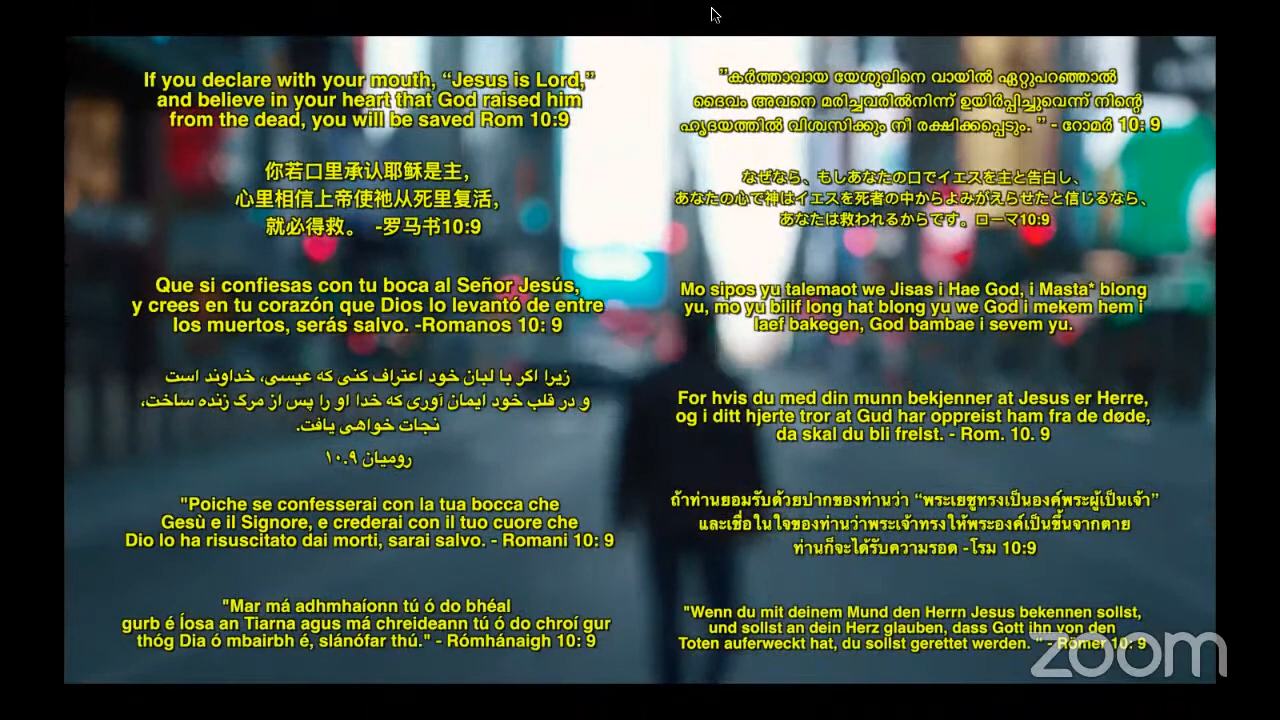 If you declare with your mouth, “Jesus is Lord,”
and believe in your heart that God raised him
from the dead, you will be saved Rom 10:9
你若口里承认耶稣是主，
心里相信上帝使祂从死里复活，
就必得救。 -罗马书10:9
Que si confiesas con tu boca al Señor Jesús,
y crees en tu corazón que Dios lo levantó de entre
los muertos, serás salvo. -Romanos 10: 9
زیرا اگر با لبان خود اعتراف کنی که عیسی، خداوند است
و در قلب خود ایمان آوری که خدا او را پس از مرگ زنده ساخت،
نجات خواهی یافت.
رومیان ۱۰.۹
"Poiche se confesserai con la tua bocca che
Gesù e il Signore, e crederai con il tuo cuore che
Dio lo ha risuscitato dai morti, sarai salvo. - Romani 10: 9
"Mar má adhmhaíonn tú ó do bhéal
gurb é Íosa an Tiarna agus má chreideann tú ó do chroí gur
thóg Dia ó mbairbh é, slánófar thú." - Rómhánaigh 10: 9
”കർത്താവായ യേശുവിനെ വായിൽ ഏറ്റുപറഞ്ഞാൽ
ദൈവം അവനെ മരിച്ചവരിൽനിന്ന് ഉയിർപ്പിച്ചുവെന്ന് നിന്റെ
ഹൃദയത്തിൽ വിശ്വസിക്കും നീ രക്ഷിക്കപ്പെടും. ” - റോമർ 10: 9
なぜなら、もしあなたの口でイエスを主と告白し、
あなたの心で神はイエスを死者の中からよみがえらせたと信じるなら、
あなたは救われるからです。ローマ10:9
Mo sipos yu talemaot we Jisas i Hae God, i Masta* blong
yu, mo yu bilif long hat blong yu we God i mekem hem i
laef bakegen, God bambae i sevem yu.
For hvis du med din munn bekjenner at Jesus er Herre,
og i ditt hjerte tror at Gud har oppreist ham fra de døde,
da skal du bli frelst. - Rom. 10. 9
ถ้าท่านยอมรับด้วยปากของท่านว่า “พระเยซูทรงเป็นองค์พระผู้เป็นเจ้า”
และเชื่อในใจของท่านว่าพระเจ้าทรงให้พระองค์เป็นขึ้นจากตาย
ท่านก็จะได้รับความรอด -โรม 10:9
"Wenn du mit deinem Mund den Herrn Jesus bekennen sollst,
und sollst an dein Herz glauben, dass Gott ihn von den
Toten auferweckt hat, du sollst gerettet werden. " - Römer 10: 9
zoom